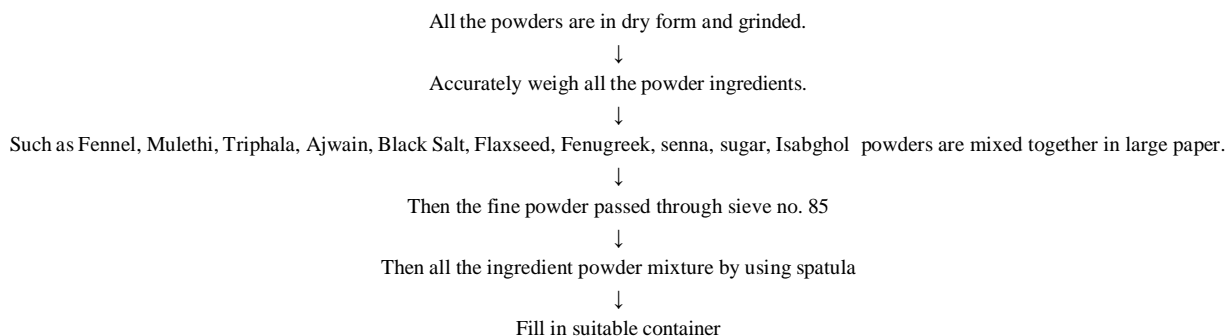 All the powders are in dry form and grinded.
↓
Accurately weigh all the powder ingredients.
↓
Such as Fennel, Mulethi, Triphala, Ajwain, Black Salt, Flaxseed, Fenugreek, senna, sugar, Isabghol powders are mixed together in large paper.
↓
Then the fine powder passed through sieve no. 85
↓
Then all the ingredient powder mixture by using spatula
↓
Fill in suitable container